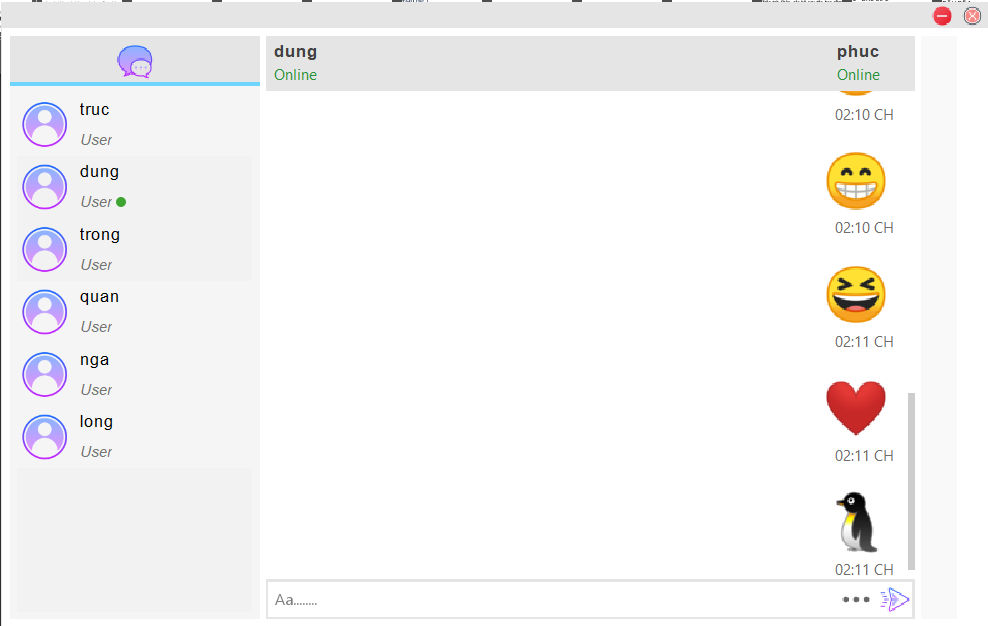 truc
User
dung
User
trong
User
quan
User
nga
User
long
User
dung
Online
phuc
Online
02:10 CH
02:10 CH
02:11 CH
02:11 CH
02:11 CH
Aa........